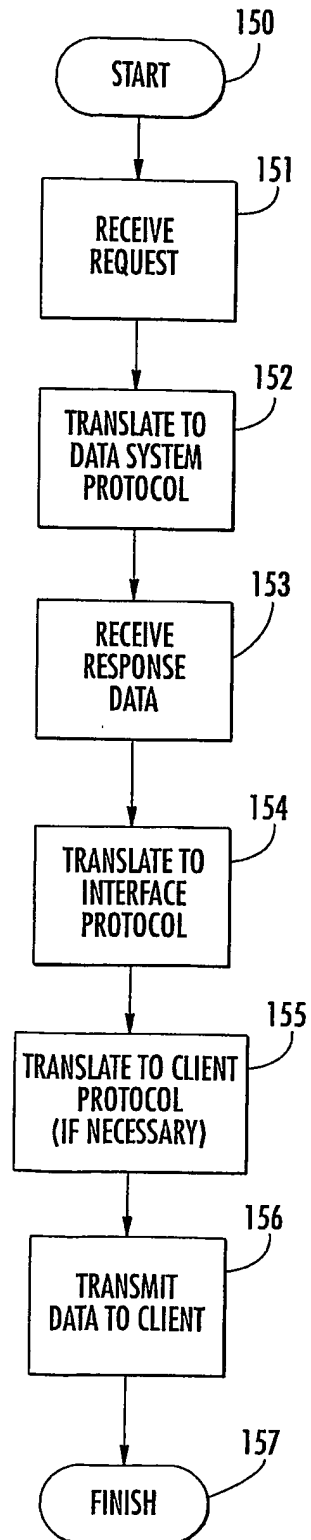 150
START
151
RECEIVE
REQUEST
152
TRANSLATE TO
DATA SYSTEM
PROTOCOL
153
RECEIVE
RESPONSE
DATA
154
TRANSLATE TO
INTERFACE
PROTOCOL
155
TRANSLATE TO CLIENT
PROTOCOL
(IF NECESSARY)
156
TRANSMIT
DATA TO CLIENT
157
FINISH